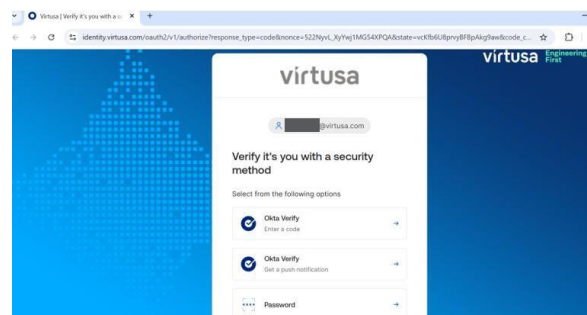 Virtusa | Verify it's you with a
identity.virtusa.com/oauth2/v1/authorize?response_type=code&nonce=522NyvL_XyYwj1MG54XPQA&state=vcKfb6U8prvyBF8pAkg9aw&code_c...
virtusa Engineering First
virtusa
@virtusa.com
Verify it's you with a security
method
Select from the following options
Okta Verify
Enter a code
Okta Verify
Get a push notification
Password